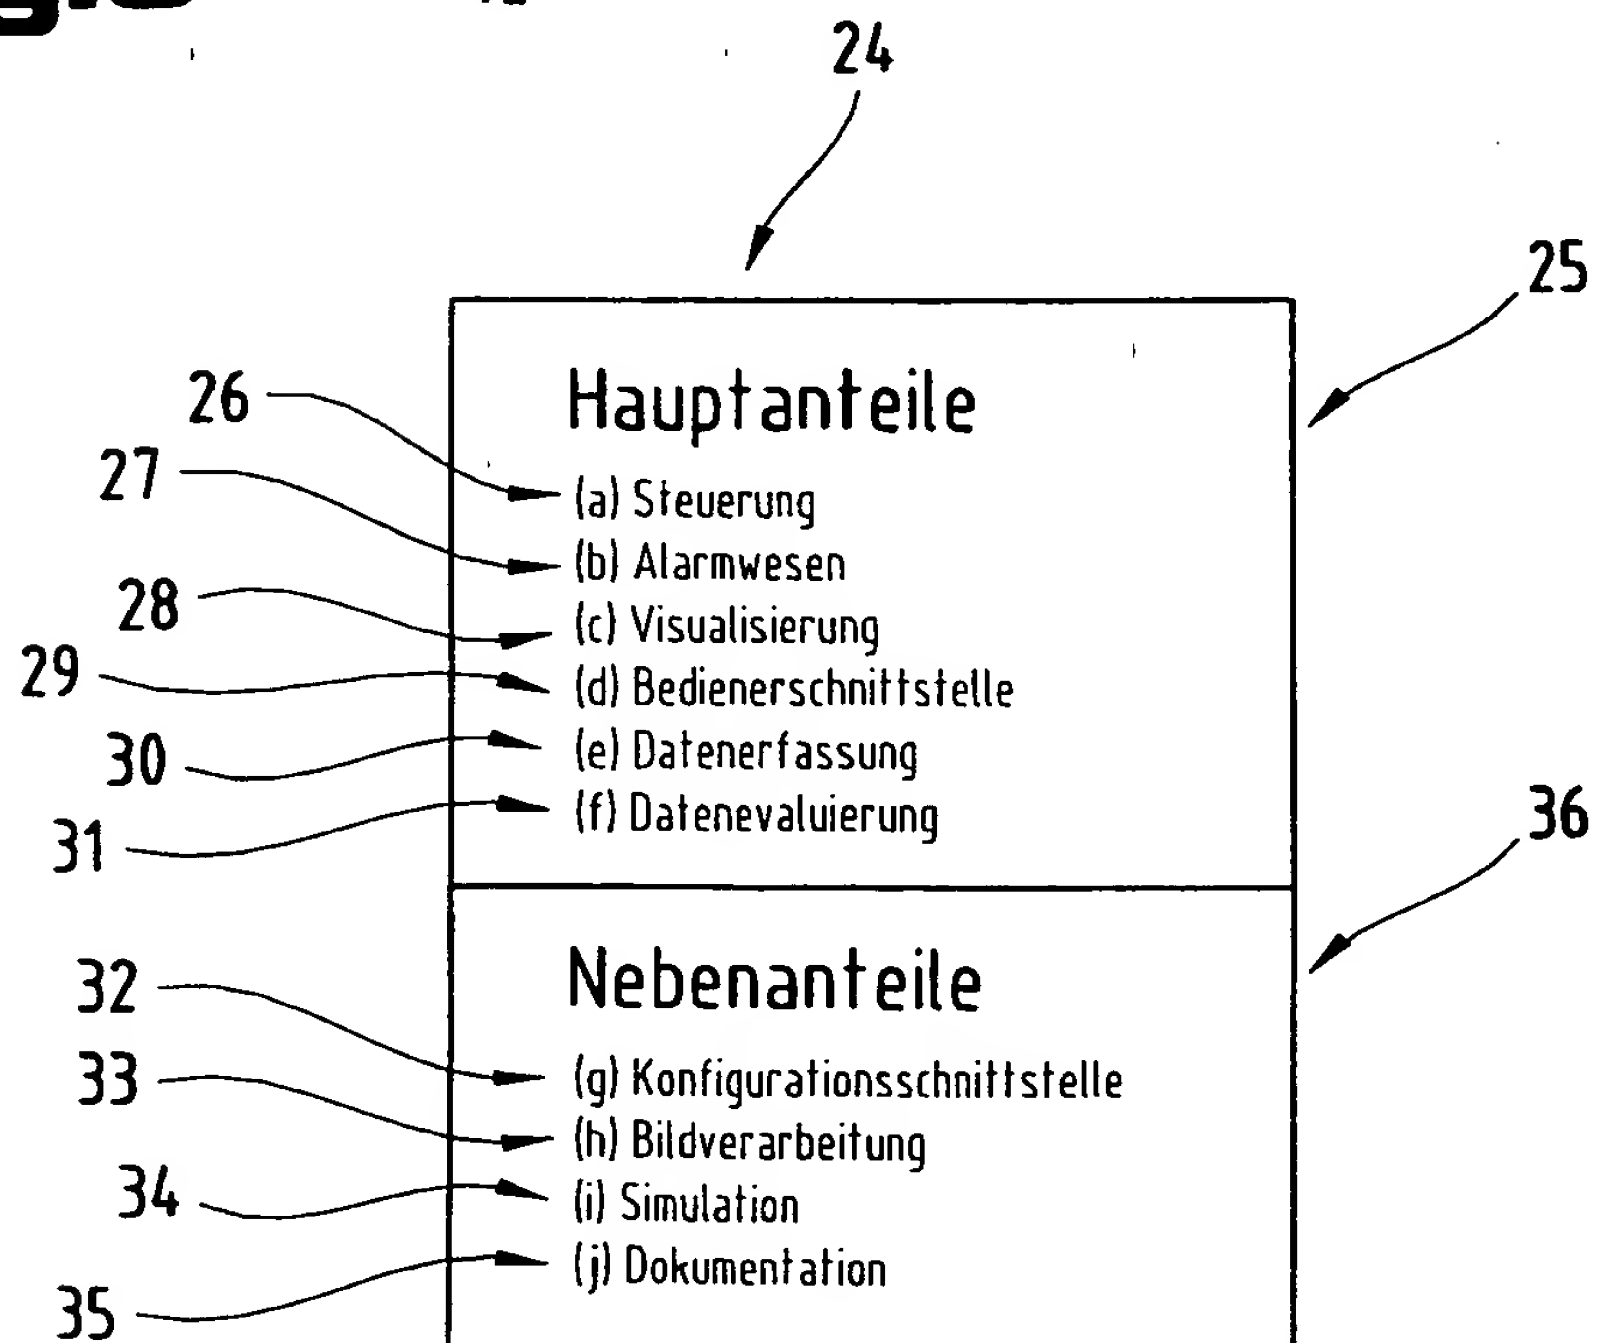 24
25
Hauptanteile
26
(a) Steuerung
27
(b) Alarmwesen
28
(c) Visualisierung
29
(d) Bedienerschnittstelle
30
(e) Datenerfassung
31
(f) Datenevaluierung
36
Nebenanteile
32
(g) Konfigurationsschnittstelle
33
(h) Bildverarbeitung
34
(i) Simulation
35
(j) Dokumentation